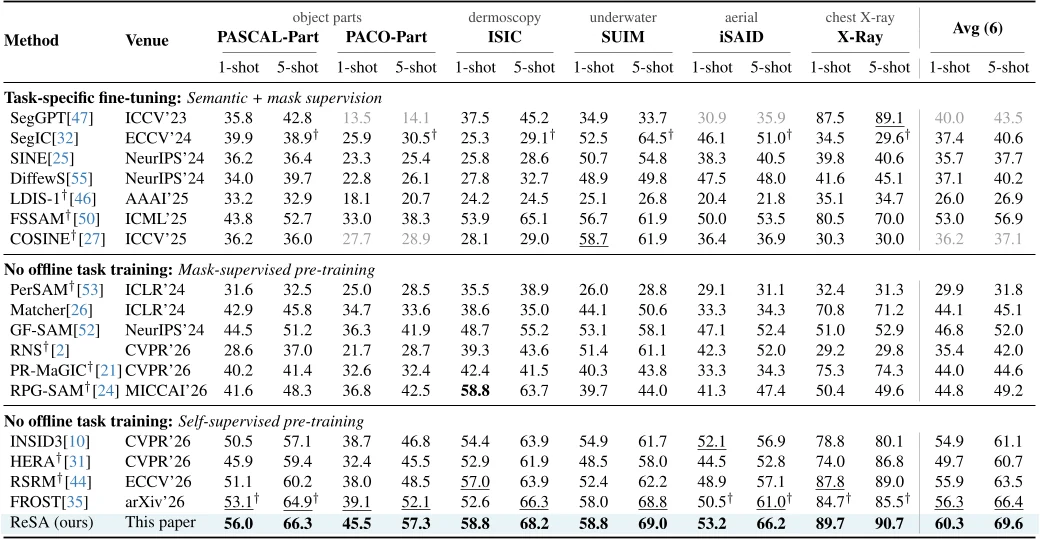 object parts dermoscopy underwater aerial chest X-ray
Method Venue PASCAL-Part PACO-Part ISIC SUIM iSAID X-Ray Avg (6)
1-shot 5-shot 1-shot 5-shot 1-shot 5-shot 1-shot 5-shot 1-shot 5-shot 1-shot 5-shot 1-shot 5-shot
Task-specific fine-tuning: Semantic + mask supervision
SegGPT[47] ICCV'23 35.8 42.8 13.5 14.1 37.5 45.2 34.9 33.7 30.9 35.9 87.5 89.1 40.0 43.5
SegIC[32] ECCV'24 39.9 38.9† 25.9 30.5† 25.3 29.1† 52.5 64.5† 46.1 51.0† 34.5 29.6† 37.4 40.6
SINE[25] NeurIPS'24 36.2 36.4 23.3 25.4 25.8 28.6 50.7 54.8 38.3 40.5 39.8 40.6 35.7 37.7
DiffewS[55] NeurIPS'24 34.0 39.7 22.8 26.1 27.8 32.7 48.9 49.8 47.5 48.0 41.6 45.1 37.1 40.2
LDIS-1†[46] AAAI'25 33.2 32.9 18.1 20.7 24.2 24.5 25.1 26.8 20.4 21.8 35.1 34.7 26.0 26.9
FSSAM†[50] ICML'25 43.8 52.7 33.0 38.3 53.9 65.1 56.7 61.9 50.0 53.5 80.5 70.0 53.0 56.9
COSINE†[27] ICCV'25 36.2 36.0 27.7 28.9 28.1 29.0 58.7 61.9 36.4 36.9 30.3 30.0 36.2 37.1
No offline task training: Mask-supervised pre-training
PerSAM†[53] ICLR'24 31.6 32.5 25.0 28.5 35.5 38.9 26.0 28.8 29.1 31.1 32.4 31.3 29.9 31.8
Matcher[26] ICLR'24 42.9 45.8 34.7 33.6 38.6 35.0 44.1 50.6 33.3 34.3 70.8 71.2 44.1 45.1
GF-SAM[52] NeurIPS'24 44.5 51.2 36.3 41.9 48.7 55.2 53.1 58.1 47.1 52.4 51.0 52.9 46.8 52.0
RNS†[2] CVPR'26 28.6 37.0 21.7 28.7 39.3 43.6 51.4 61.1 42.3 52.0 29.2 29.8 35.4 42.0
PR-MaGIC†[21] CVPR'26 40.2 41.4 32.6 32.4 42.4 41.5 40.3 43.8 33.3 34.3 75.3 74.3 44.0 44.6
RPG-SAM†[24] MICCAI'26 41.6 48.3 36.8 42.5 58.8 63.7 39.7 44.0 41.3 47.4 50.4 49.6 44.8 49.2
No offline task training: Self-supervised pre-training
INSID3[10] CVPR'26 50.5 57.1 38.7 46.8 54.4 63.9 54.9 61.7 52.1 56.9 78.8 80.1 54.9 61.1
HERA†[31] CVPR'26 45.9 59.4 32.4 45.5 52.9 61.9 48.5 58.0 44.5 52.8 74.0 86.8 49.7 60.7
RSRM†[44] ECCV'26 51.1 60.2 38.0 48.5 57.0 63.9 52.4 62.2 48.9 57.1 87.8 89.0 55.9 63.5
FROST[35] arXiv'26 53.1† 64.9† 39.1 52.1 52.6 66.3 58.0 68.8 50.5† 61.0† 84.7† 85.5† 56.3 66.4
ReSA (ours) This paper 56.0 66.3 45.5 57.3 58.8 68.2 58.8 69.0 53.2 66.2 89.7 90.7 60.3 69.6